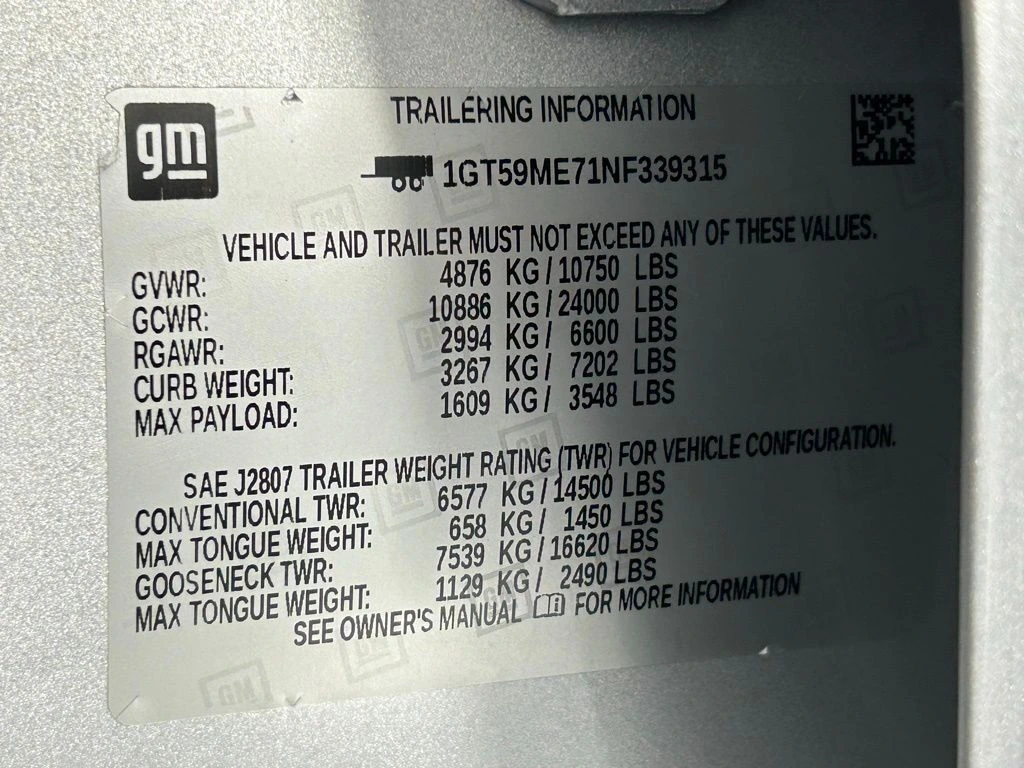 gm
TRAILERING INFORMATION
1GT59ME71NF339315
VEHICLE AND TRAILER MUST NOT EXCEED ANY OF THESE VALUES.
GVWR: 4876 KG/10750 LBS
GCWR: 10886 KG/24000 LBS
RGAWR: 2994 KG/ 6600 LBS
CURB WEIGHT: 3267 KG/ 7202 LBS
MAX PAYLOAD: 1609 KG/ 3548 LBS
SAE J2807 TRAILER WEIGHT RATING (TWR) FOR VEHICLE CONFIGURATION.
CONVENTIONAL TWR: 6577 KG/14500 LBS
MAX TONGUE WEIGHT: 658 KG/ 1450 LBS
GOOSENECK TWR: 7539 KG/16620 LBS
MAX TONGUE WEIGHT: 1129 KG/ 2490 LBS
SEE OWNER'S MANUAL FOR MORE INFORMATION